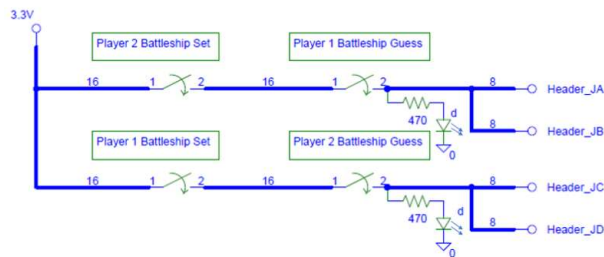 3.3V
Player 2 Battleship Set
Player 1 Battleship Guess
16
1
2
16
1
2
8
Header_JA
470
d
0
8
Header_JB
Player 1 Battleship Set
Player 2 Battleship Guess
16
1
2
16
1
2
8
Header_JC
470
d
0
8
Header_JD